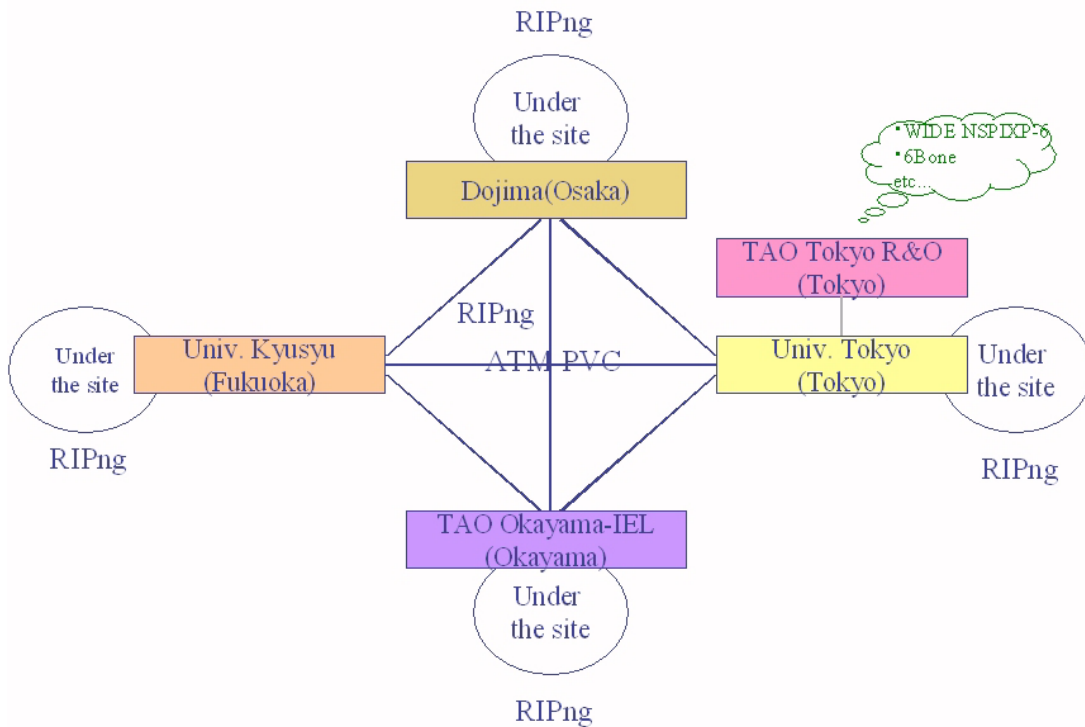 RIPng
Under
the site
Dojima(Osaka)
• WIDE NSPIXP-6
• 6Bone
etc...
TAO Tokyo R&O
(Tokyo)
RIPng
ATM PVC
Under
the site
Univ. Kyusyu
(Fukuoka)
RIPng
Univ. Tokyo
(Tokyo)
Under
the site
RIPng
TAO Okayama-IEL
(Okayama)
Under
the site
RIPng